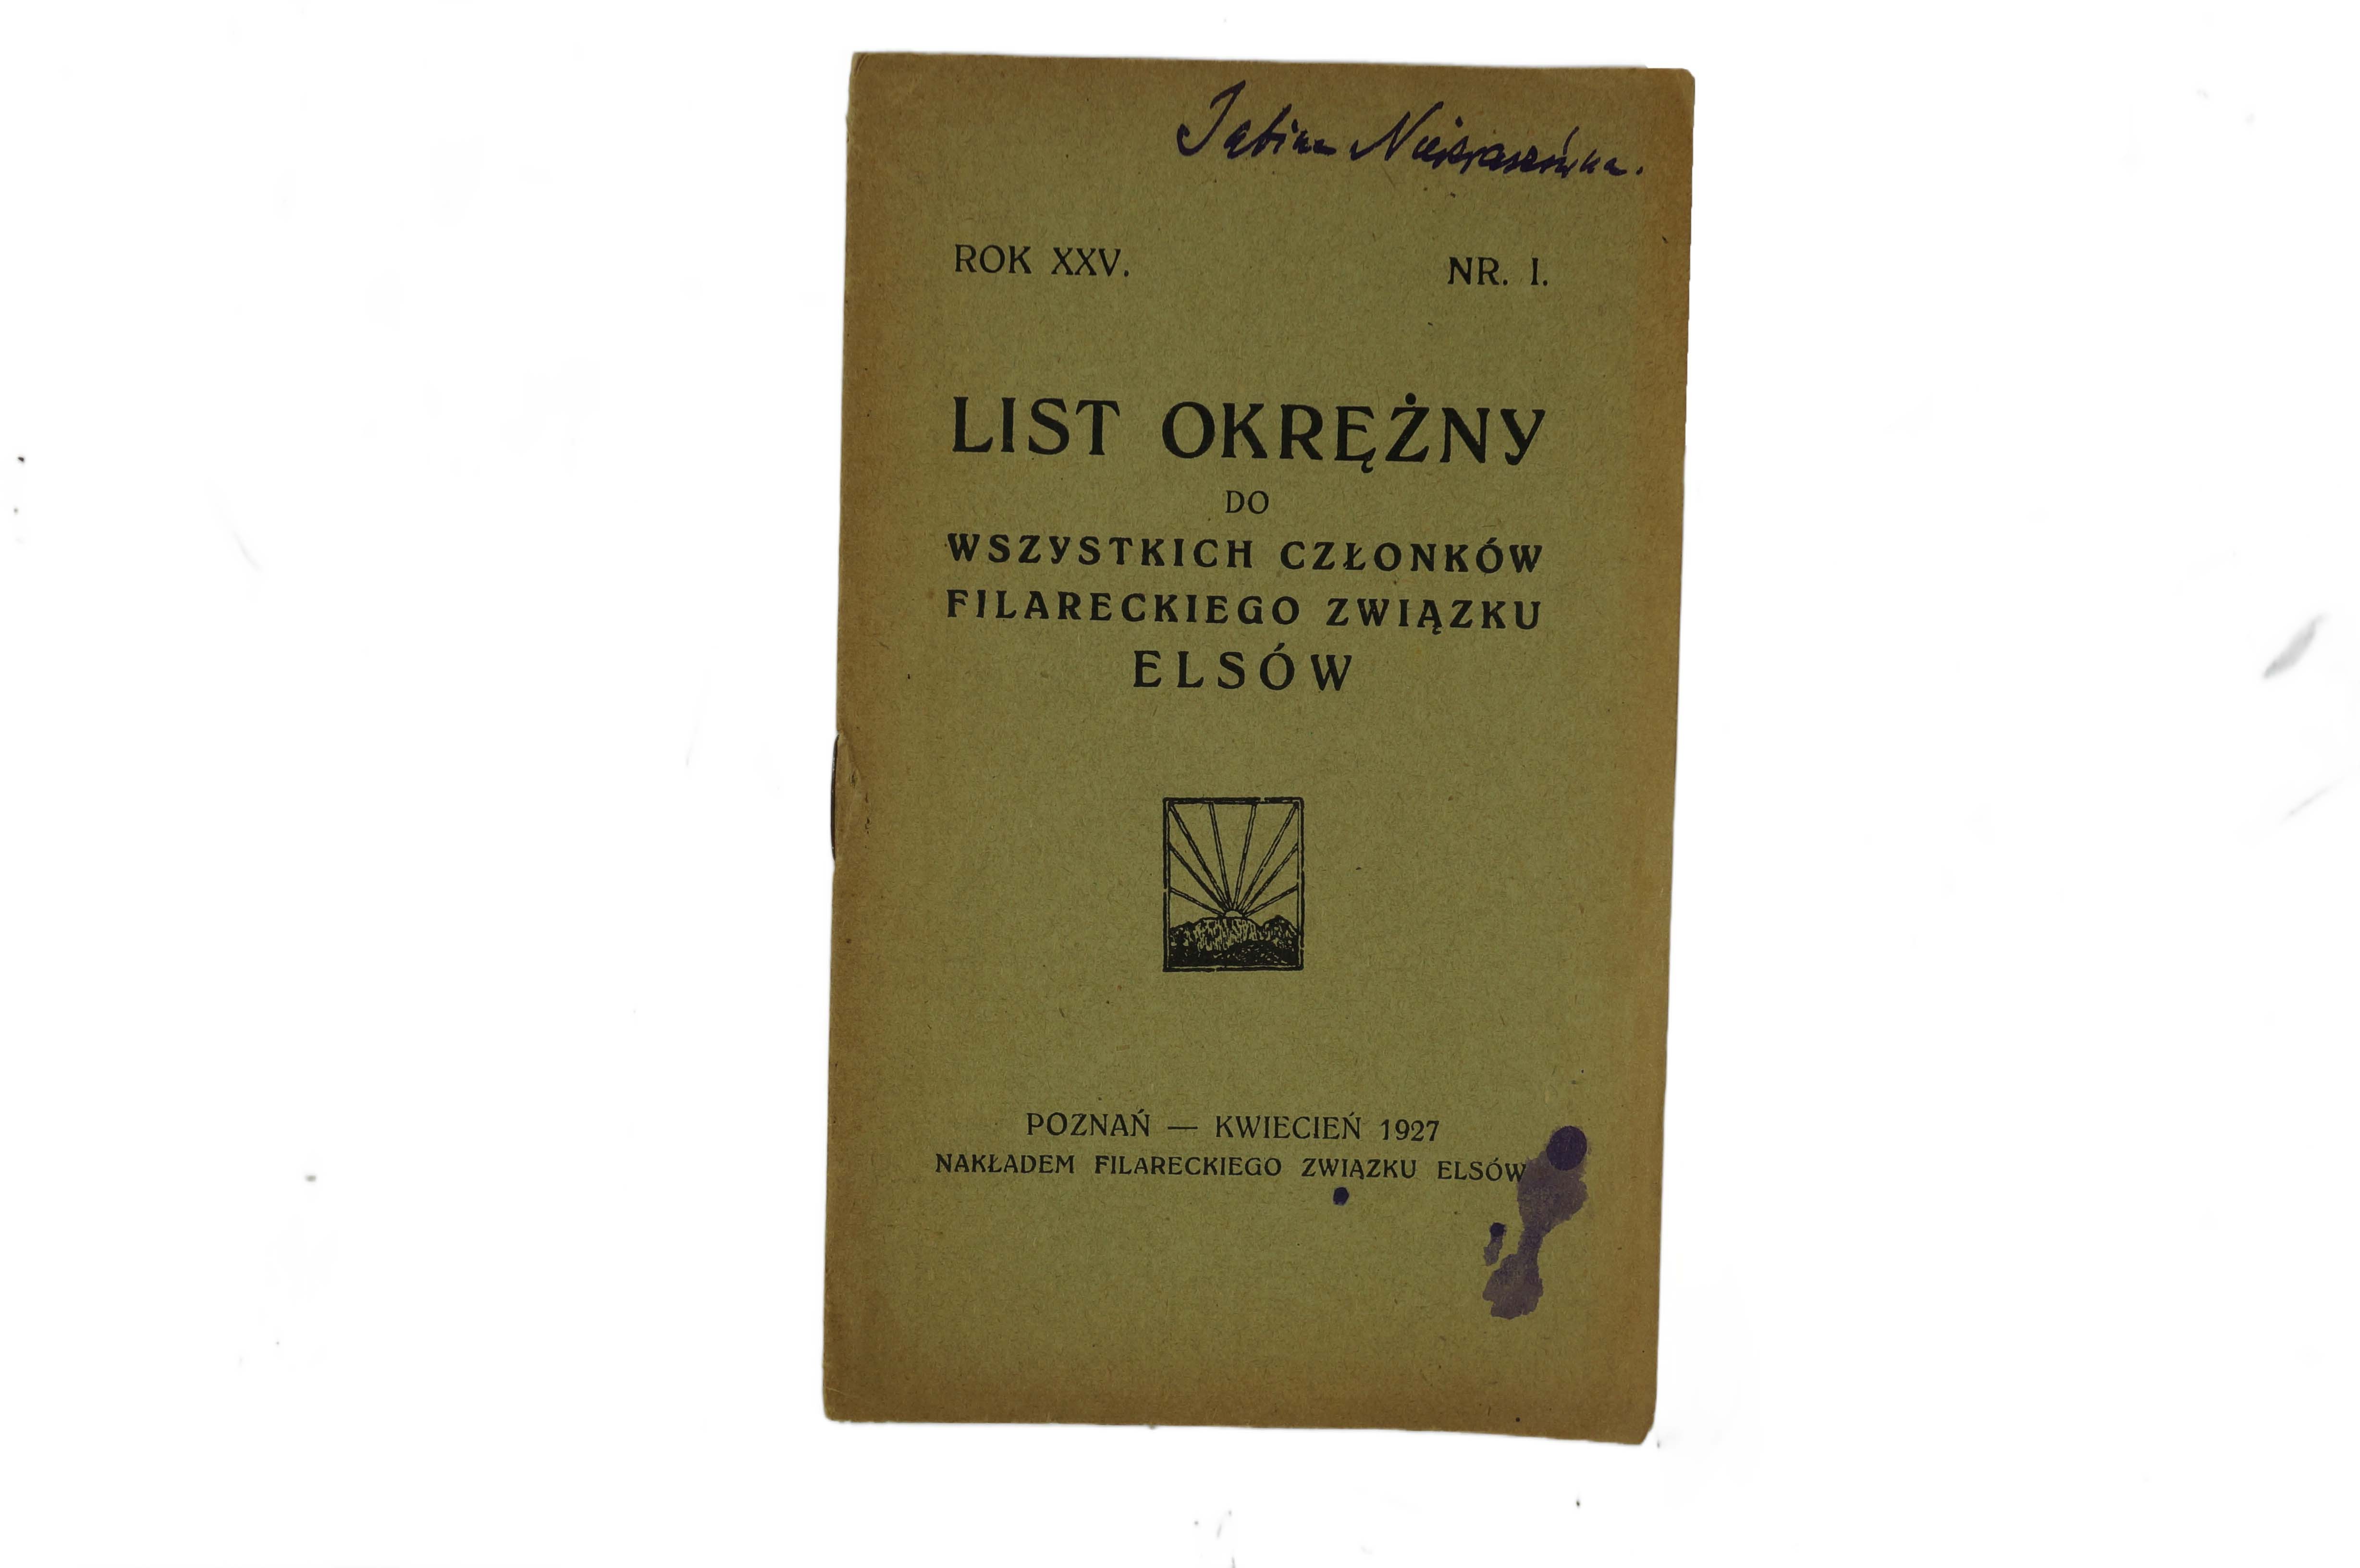 ROK XXV.
NR. I.
LIST OKRĘŻNY
DO
WSZYSTKICH CZŁONKÓW
FILARECKIEGO ZWIĄZKU
ELSÓW
POZNAŃ — KWIECIEŃ 1927
NAKŁADEM FILARECKIEGO ZWIĄZKU ELSÓW